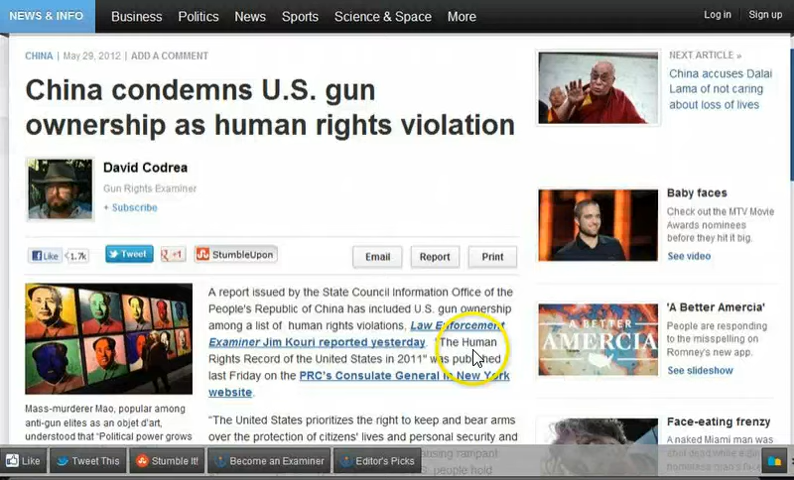 NEWS & INFO Business Politics News Sports Science & Space More Log in Sign up
CHINA | May 29, 2012 | ADD A COMMENT
China condemns U.S. gun
ownership as human rights violation
David Codrea
Gun Rights Examiner
+ Subscribe
Like 1.7k Tweet +1 StumbleUpon Email Report Print
A report issued by the State Council Information Office of the
People's Republic of China has included U.S. gun ownership
among a list of human rights violations, Law Enforcement
Examiner Jim Kouri reported yesterday. "The Human
Rights Record of the United States in 2011" was published
last Friday on the PRC's Consulate General in New York
website.
"The United States prioritizes the right to keep and bear arms
over the protection of citizens' lives and personal security and
rampant
U.S. people hold
Mass-murderer Mao, popular among
anti-gun elites as an objet d'art,
understood that "Political power grows
NEXT ARTICLE »
China accuses Dalai
Lama of not caring
about loss of lives
Baby faces
Check out the MTV Movie
Awards nominees
before they hit it big.
See video
A BETTER
AMERCIA
'A Better Amercia'
People are responding
to the misspelling on
Romney's new app.
See slideshow
Face-eating frenzy
A naked Miami man was
Like Tweet This Stumble It! Become an Examiner Editor's Picks